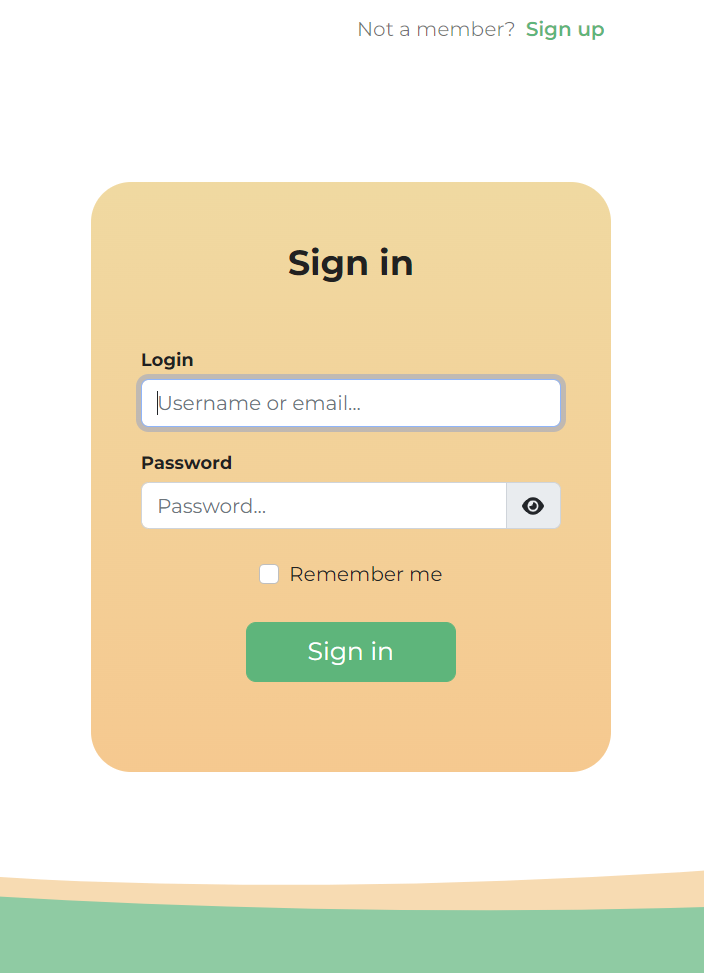 Not a member? Sign up
Sign in
Login
Username or email...
Password
Password...
Remember me
Sign in